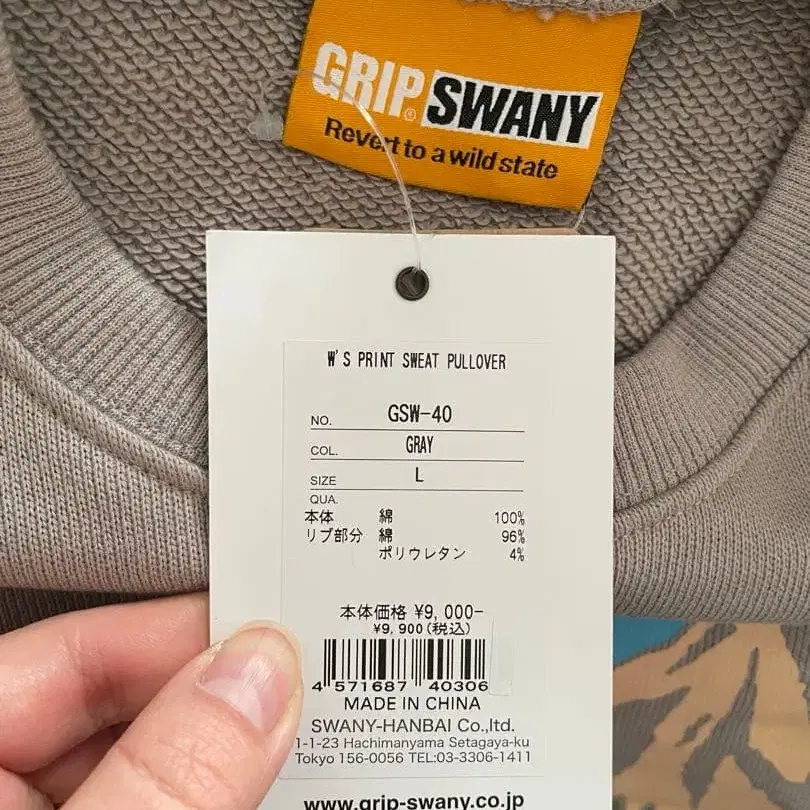 GRIP® SWANY
Revert to a wild state
W'S PRINT SWEAT PULLOVER
NO. GSW-40
COL. GRAY
SIZE L
QUA.
本体 綿 100%
リブ部分 綿 96%
ポリウレタン 4%
本体価格 ¥9,000-
¥9,900(税込)
4 571687 40306
MADE IN CHINA
SWANY-HANBAI Co.,ltd.
1-1-23 Hachimanyama Setagaya-ku
Tokyo 156-0056 TEL:03-3306-1411
www.grip-swany.co.jp